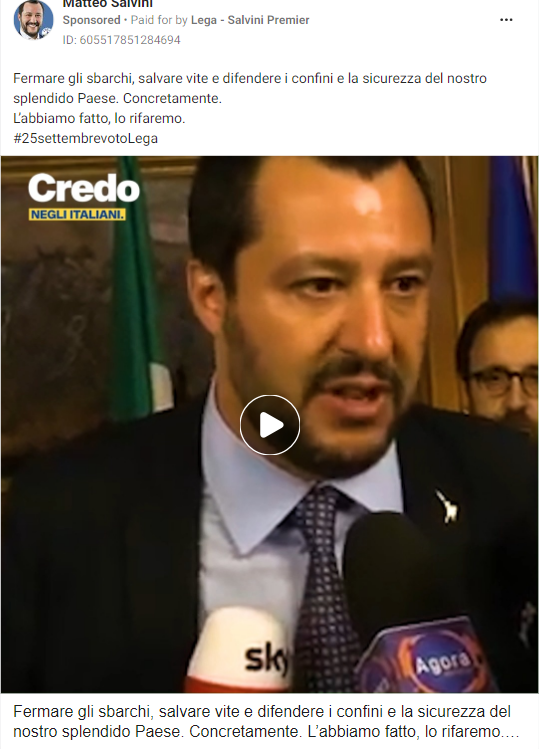 Matteo Salvini
Sponsored • Paid for by Lega - Salvini Premier
ID: 605517851284694
Fermare gli sbarchi, salvare vite e difendere i confini e la sicurezza del nostro
splendido Paese. Concretamente.
L'abbiamo fatto, lo rifaremo.
#25settembrevotoLega
Credo
NEGLI ITALIANI.
sky
Agorà
Fermare gli sbarchi, salvare vite e difendere i confini e la sicurezza del
nostro splendido Paese. Concretamente. L'abbiamo fatto, lo rifaremo....